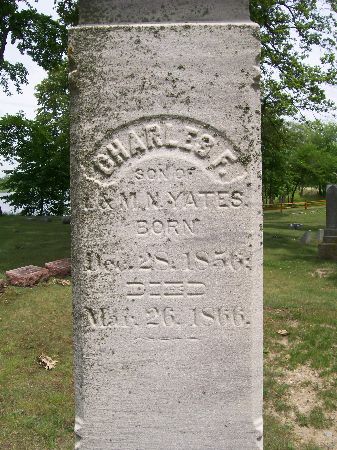 CHARLES F.
SON OF
& M. N. YATES.
BORN
Dec. 28. 1856.
DIED
Mar. 26. 1866.